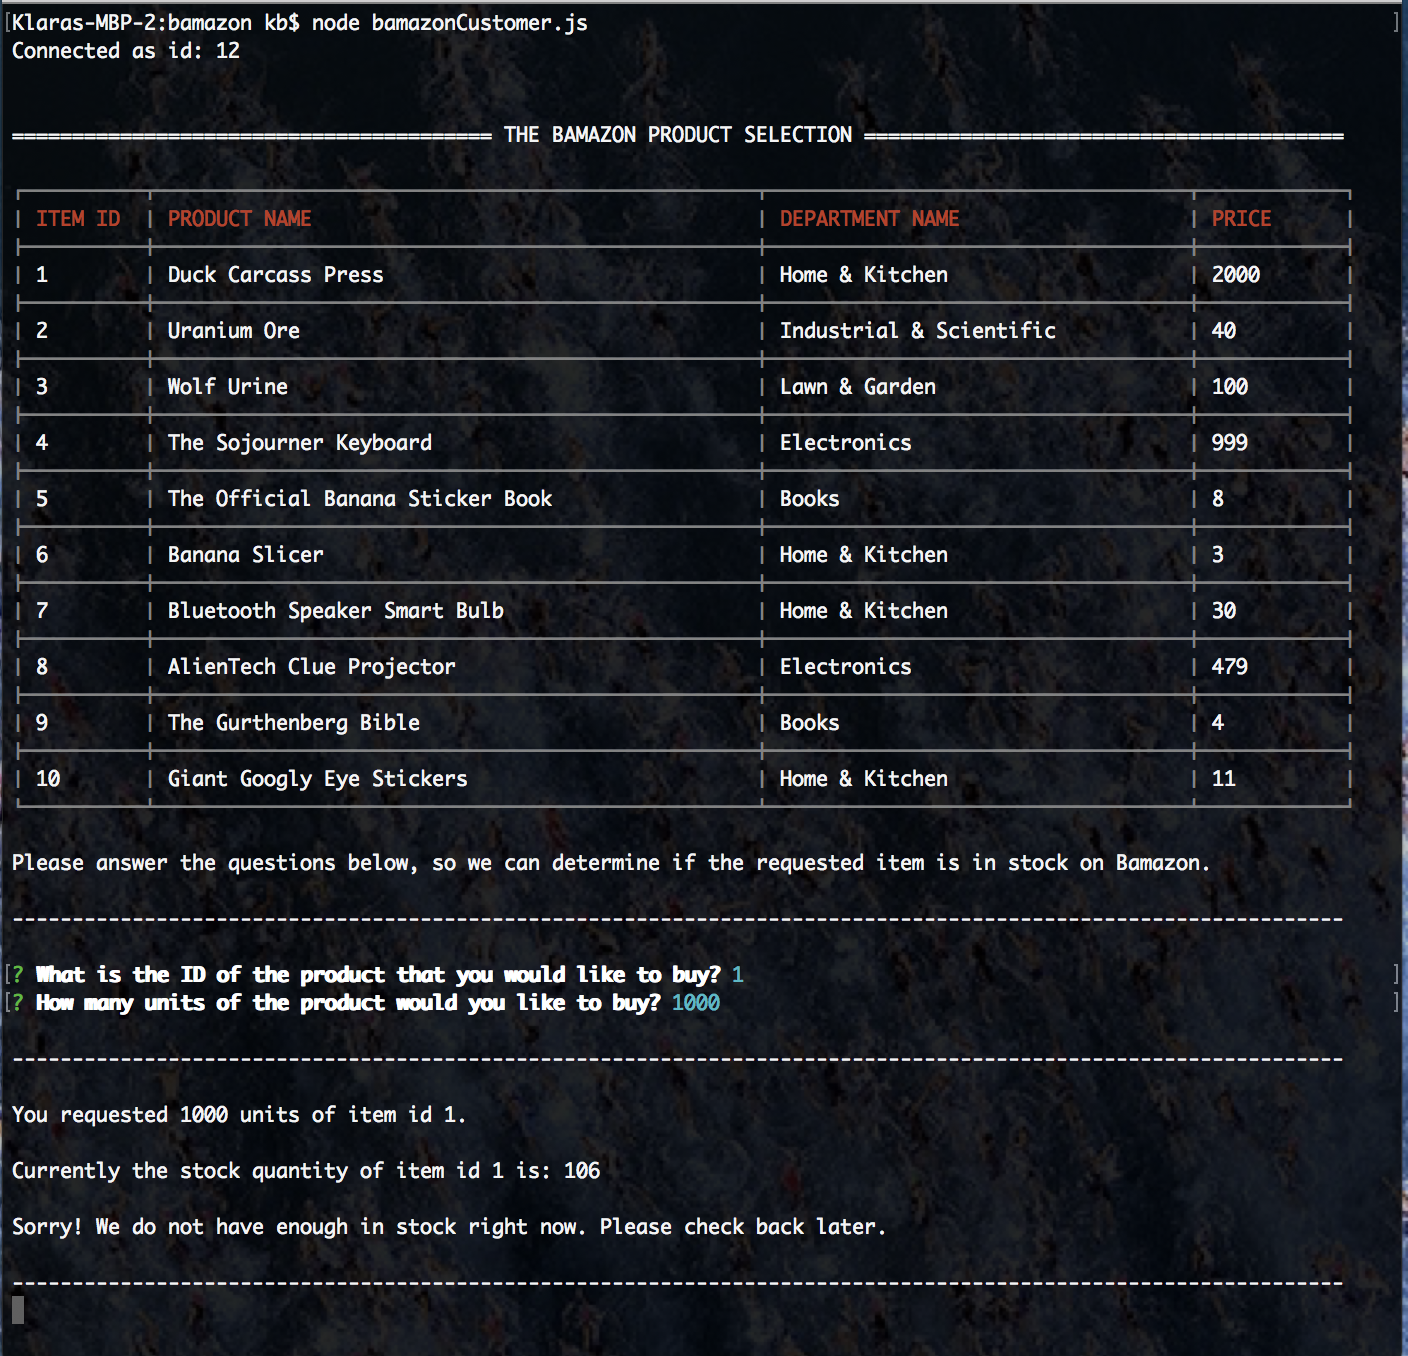 [Klaras-MBP-2:bamazon kb$ node bamazonCustomer.js ]
Connected as id: 12
======================================== THE BAMAZON PRODUCT SELECTION ========================================
| ITEM ID | PRODUCT NAME | DEPARTMENT NAME | PRICE |
| 1 | Duck Carcass Press | Home & Kitchen | 2000 |
| 2 | Uranium Ore | Industrial & Scientific | 40 |
| 3 | Wolf Urine | Lawn & Garden | 100 |
| 4 | The Sojourner Keyboard | Electronics | 999 |
| 5 | The Official Banana Sticker Book | Books | 8 |
| 6 | Banana Slicer | Home & Kitchen | 3 |
| 7 | Bluetooth Speaker Smart Bulb | Home & Kitchen | 30 |
| 8 | AlienTech Clue Projector | Electronics | 479 |
| 9 | The Gurthenberg Bible | Books | 4 |
| 10 | Giant Googly Eye Stickers | Home & Kitchen | 11 |
Please answer the questions below, so we can determine if the requested item is in stock on Bamazon.
---------------------------------------------------------------------------------------------------------------
[? What is the ID of the product that you would like to buy? 1 ]
[? How many units of the product would you like to buy? 1000 ]
---------------------------------------------------------------------------------------------------------------
You requested 1000 units of item id 1.
Currently the stock quantity of item id 1 is: 106
Sorry! We do not have enough in stock right now. Please check back later.
---------------------------------------------------------------------------------------------------------------